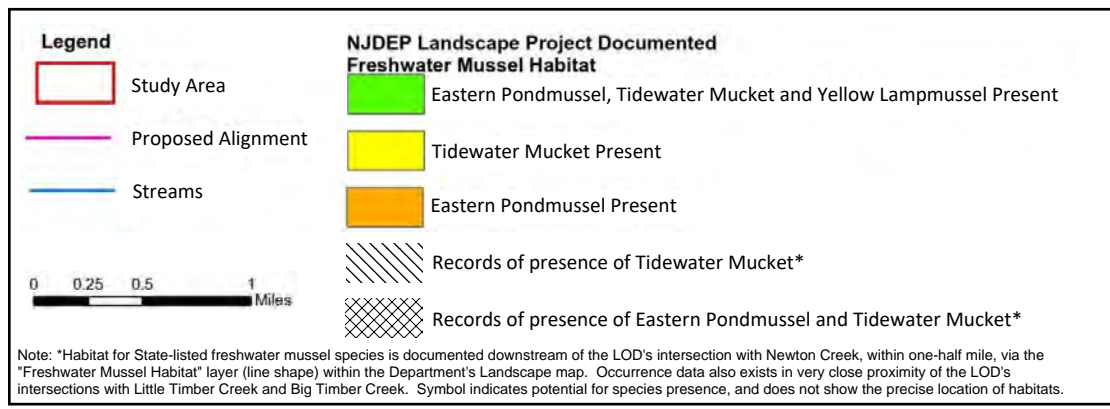 Legend
Study Area
Proposed Alignment
Streams
0 0.25 0.5 1
Miles
NJDEP Landscape Project Documented
Freshwater Mussel Habitat
Eastern Pondmussel, Tidewater Mucket and Yellow Lampmussel Present
Tidewater Mucket Present
Eastern Pondmussel Present
Records of presence of Tidewater Mucket*
Records of presence of Eastern Pondmussel and Tidewater Mucket*
Note: *Habitat for State-listed freshwater mussel species is documented downstream of the LOD's intersection with Newton Creek, within one-half mile, via the
"Freshwater Mussel Habitat" layer (line shape) within the Department's Landscape map. Occurrence data also exists in very close proximity of the LOD's
intersections with Little Timber Creek and Big Timber Creek. Symbol indicates potential for species presence, and does not show the precise location of habitats.